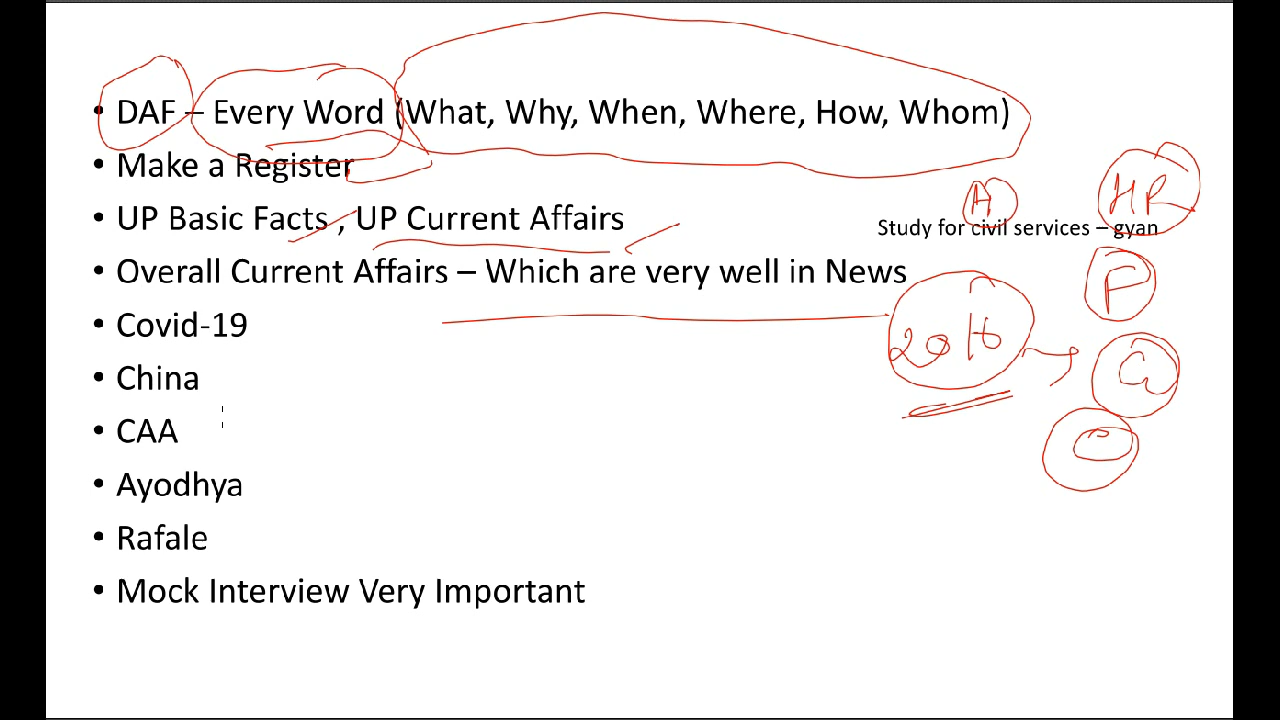 • DAF – Every Word (What, Why, When, Where, How, Whom)
• Make a Register
• UP Basic Facts , UP Current Affairs
A
HR
Study for civil services – gyan
• Overall Current Affairs – Which are very well in News
F
• Covid-19
2016
• China
• CAA
• Ayodhya
• Rafale
• Mock Interview Very Important